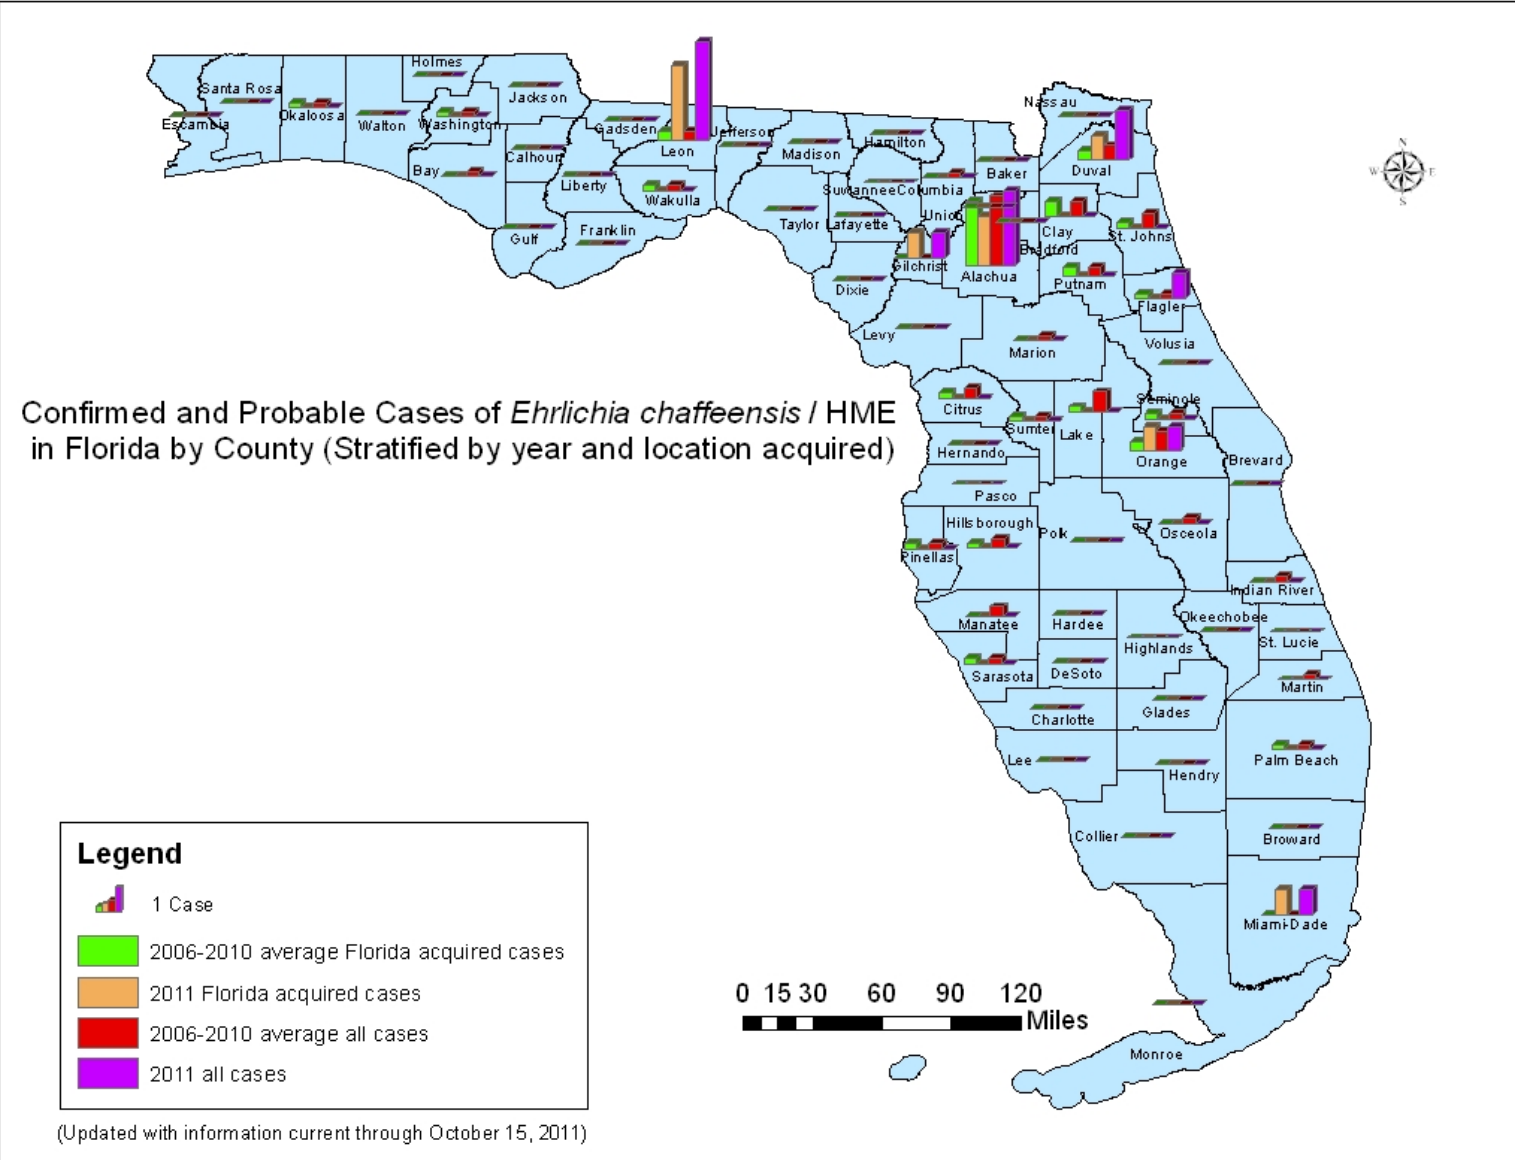 Holmes
Nassau
Santa Rosa
Jackson
Escambia
Okaloosa
Walton
Washington
Gadsden
Jefferson
Leon
Madison
Hamilton
Baker
Duval
N
W
E
S
Calhoun
Bay
Liberty
Wakulla
Suwannee
Columbia
Union
Clay
St. Johns
Gulf
Franklin
Taylor
Lafayette
Bradford
Gilchrist
Alachua
Putnam
Dixie
Flagler
Levy
Marion
Volusia
Confirmed and Probable Cases of Ehrlichia chaffeensis / HME
in Florida by County (Stratified by year and location acquired)
Citrus
Seminole
Sumter
Lake
Hernando
Orange
Brevard
Pasco
Hillsborough
Polk
Osceola
Pinellas
Indian River
Manatee
Hardee
Okeechobee
Highlands
St. Lucie
Sarasota
DeSoto
Martin
Charlotte
Glades
Lee
Hendry
Palm Beach
Collier
Broward
Miami-Dade
Monroe
0 15 30 60 90 120
Miles
Legend
1 Case
2006-2010 average Florida acquired cases
2011 Florida acquired cases
2006-2010 average all cases
2011 all cases
(Updated with information current through October 15, 2011)